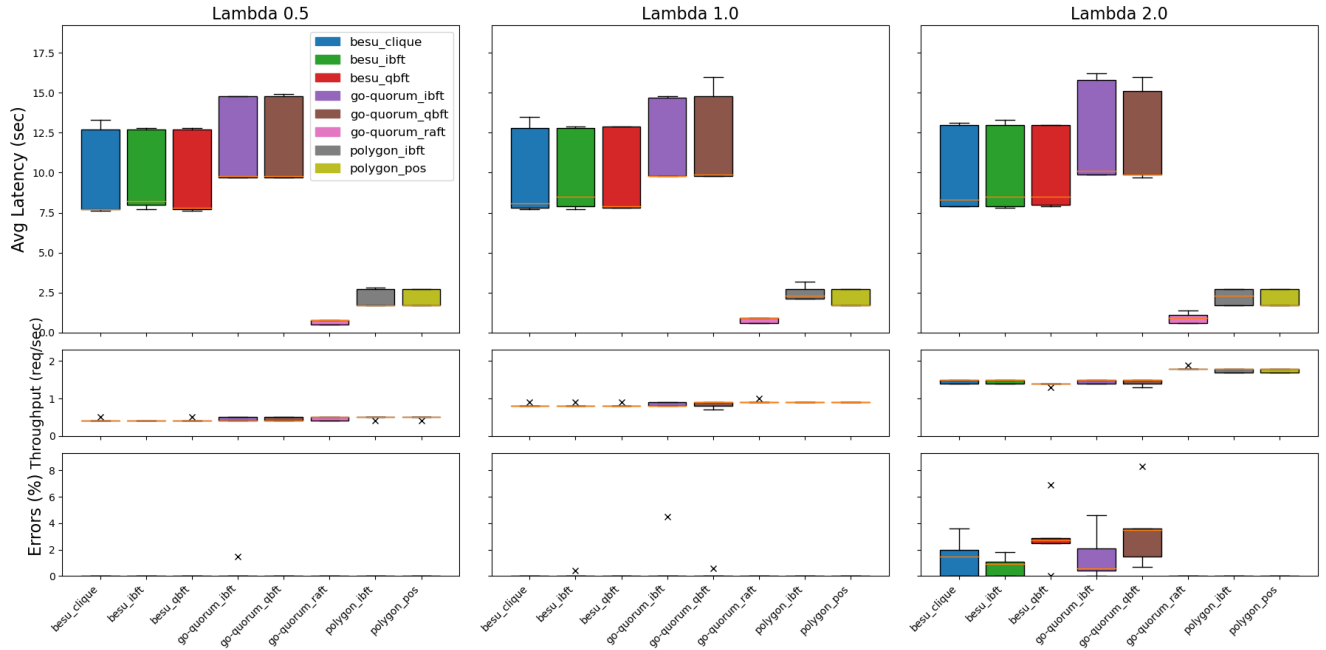 Lambda 0.5
Lambda 1.0
Lambda 2.0
Avg Latency (sec)
17.5
15.0
12.5
10.0
7.5
5.0
2.5
0.0
besu_clique
besu_ibft
besu_qbft
go-quorum_ibft
go-quorum_qbft
go-quorum_raft
polygon_ibft
polygon_pos
Throughput (req/sec)
2
1
0
Errors (%)
8
6
4
2
0
besu_clique
besu_ibft
besu_qbft
go-quorum_ibft
go-quorum_qbft
go-quorum_raft
polygon_ibft
polygon_pos
besu_clique
besu_ibft
besu_qbft
go-quorum_ibft
go-quorum_qbft
go-quorum_raft
polygon_ibft
polygon_pos
besu_clique
besu_ibft
besu_qbft
go-quorum_ibft
go-quorum_qbft
go-quorum_raft
polygon_ibft
polygon_pos